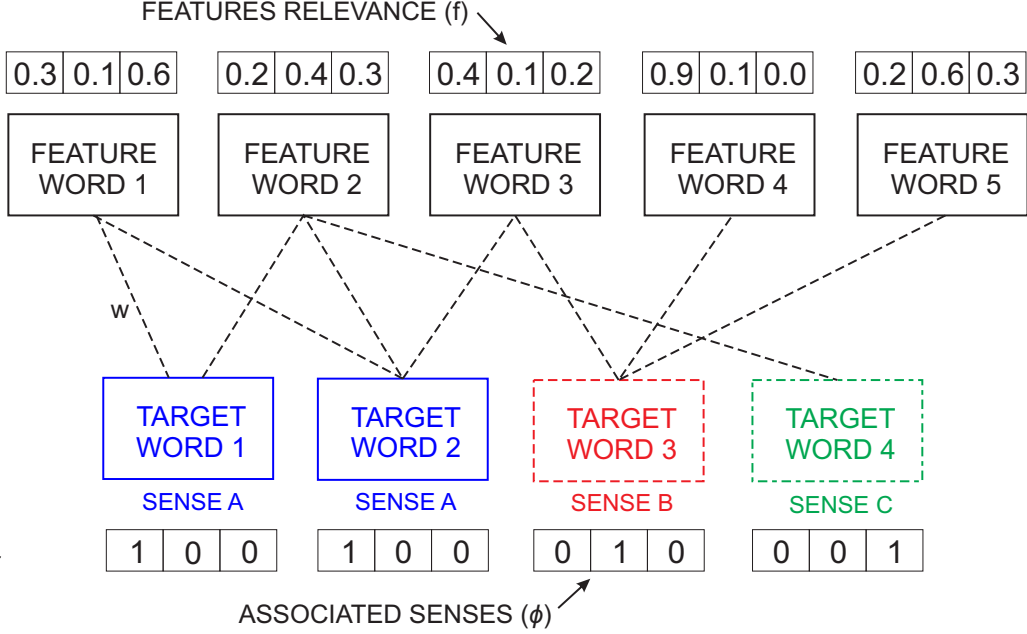 FEATURES RELEVANCE (f)
0.3 0.1 0.6 0.2 0.4 0.3 0.4 0.1 0.2 0.9 0.1 0.0 0.2 0.6 0.3
FEATURE WORD 1
FEATURE WORD 2
FEATURE WORD 3
FEATURE WORD 4
FEATURE WORD 5
w
TARGET WORD 1
TARGET WORD 2
TARGET WORD 3
TARGET WORD 4
SENSE A SENSE A SENSE B SENSE C
1 0 0 1 0 0 0 1 0 0 0 1
ASSOCIATED SENSES (ϕ)